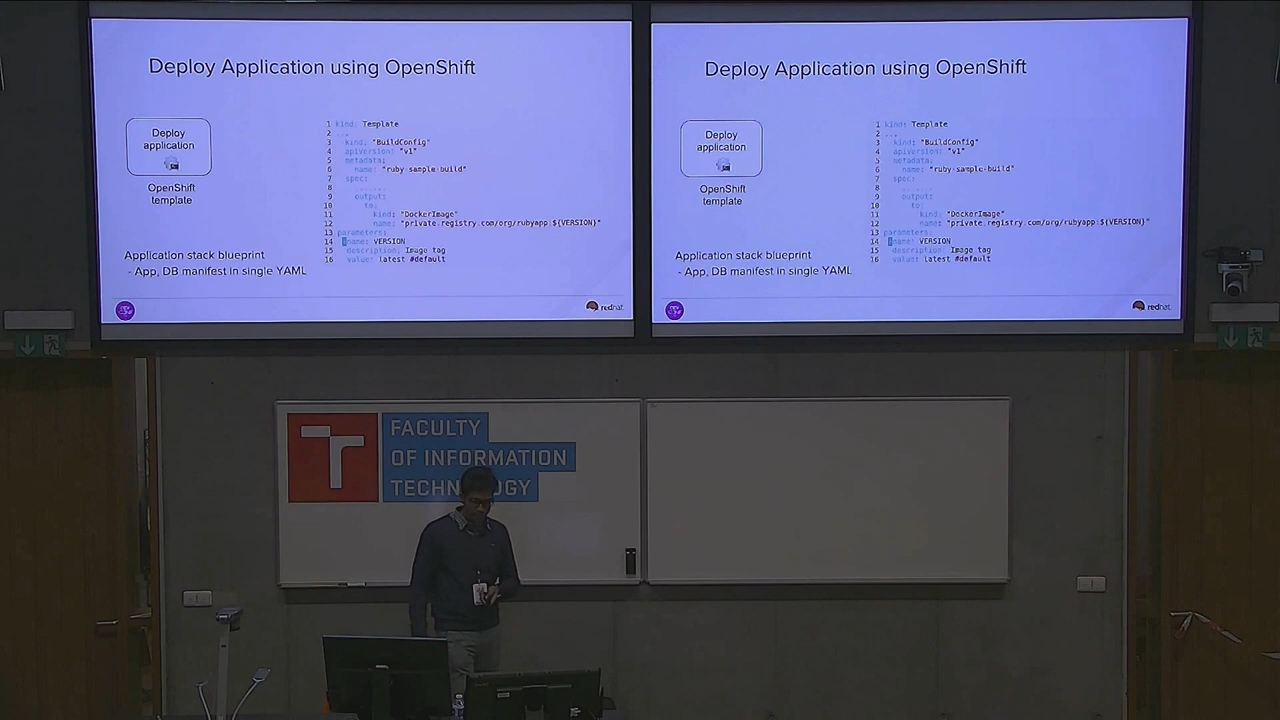 Deploy Application using OpenShift
Deploy
application
OpenShift
template
1 kind: Template
2 ...
3 kind: "BuildConfig"
4 apiVersion: "v1"
5 metadata:
6 name: "ruby-sample-build"
7 spec:
8 .......
9 output:
10 to:
11 kind: "DockerImage"
12 name: "private.registry.com/org/rubyapp:${VERSION}"
13 parameters:
14 name: VERSION
15 description: Image tag
16 value: latest #default
Application stack blueprint
- App, DB manifest in single YAML
redhat
Deploy Application using OpenShift
Deploy
application
OpenShift
template
1 kind: Template
2 ...
3 kind: "BuildConfig"
4 apiVersion: "v1"
5 metadata:
6 name: "ruby-sample-build"
7 spec:
8 .......
9 output:
10 to:
11 kind: "DockerImage"
12 name: "private.registry.com/org/rubyapp:${VERSION}"
13 parameters:
14 name: VERSION
15 description: Image tag
16 value: latest #default
Application stack blueprint
- App, DB manifest in single YAML
redhat
T FACULTY
OF INFORMATION
TECHNOLOGY